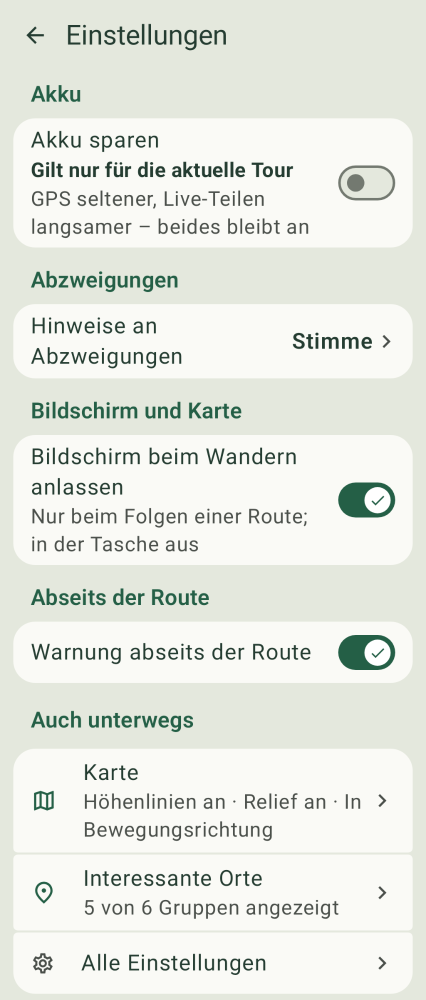 Einstellungen
Akku
Akku sparen
Gilt nur für die aktuelle Tour
GPS seltener, Live-Teilen
langsamer – beides bleibt an
Abzweigungen
Hinweise an
Abzweigungen
Stimme
Bildschirm und Karte
Bildschirm beim Wandern
anlassen
Nur beim Folgen einer Route;
in der Tasche aus
Abseits der Route
Warnung abseits der Route
Auch unterwegs
Karte
Höhenlinien an · Relief an · In
Bewegungsrichtung
Interessante Orte
5 von 6 Gruppen angezeigt
Alle Einstellungen